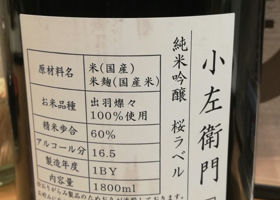 小左衛門
純米吟醸 桜ラベル
原材料名 米(国産)
米麹(国産米)
お米品種 出羽燦々
100%使用
精米歩合 60%
アルコール分 16.5
製造年度 1BY
内容量 1800ml